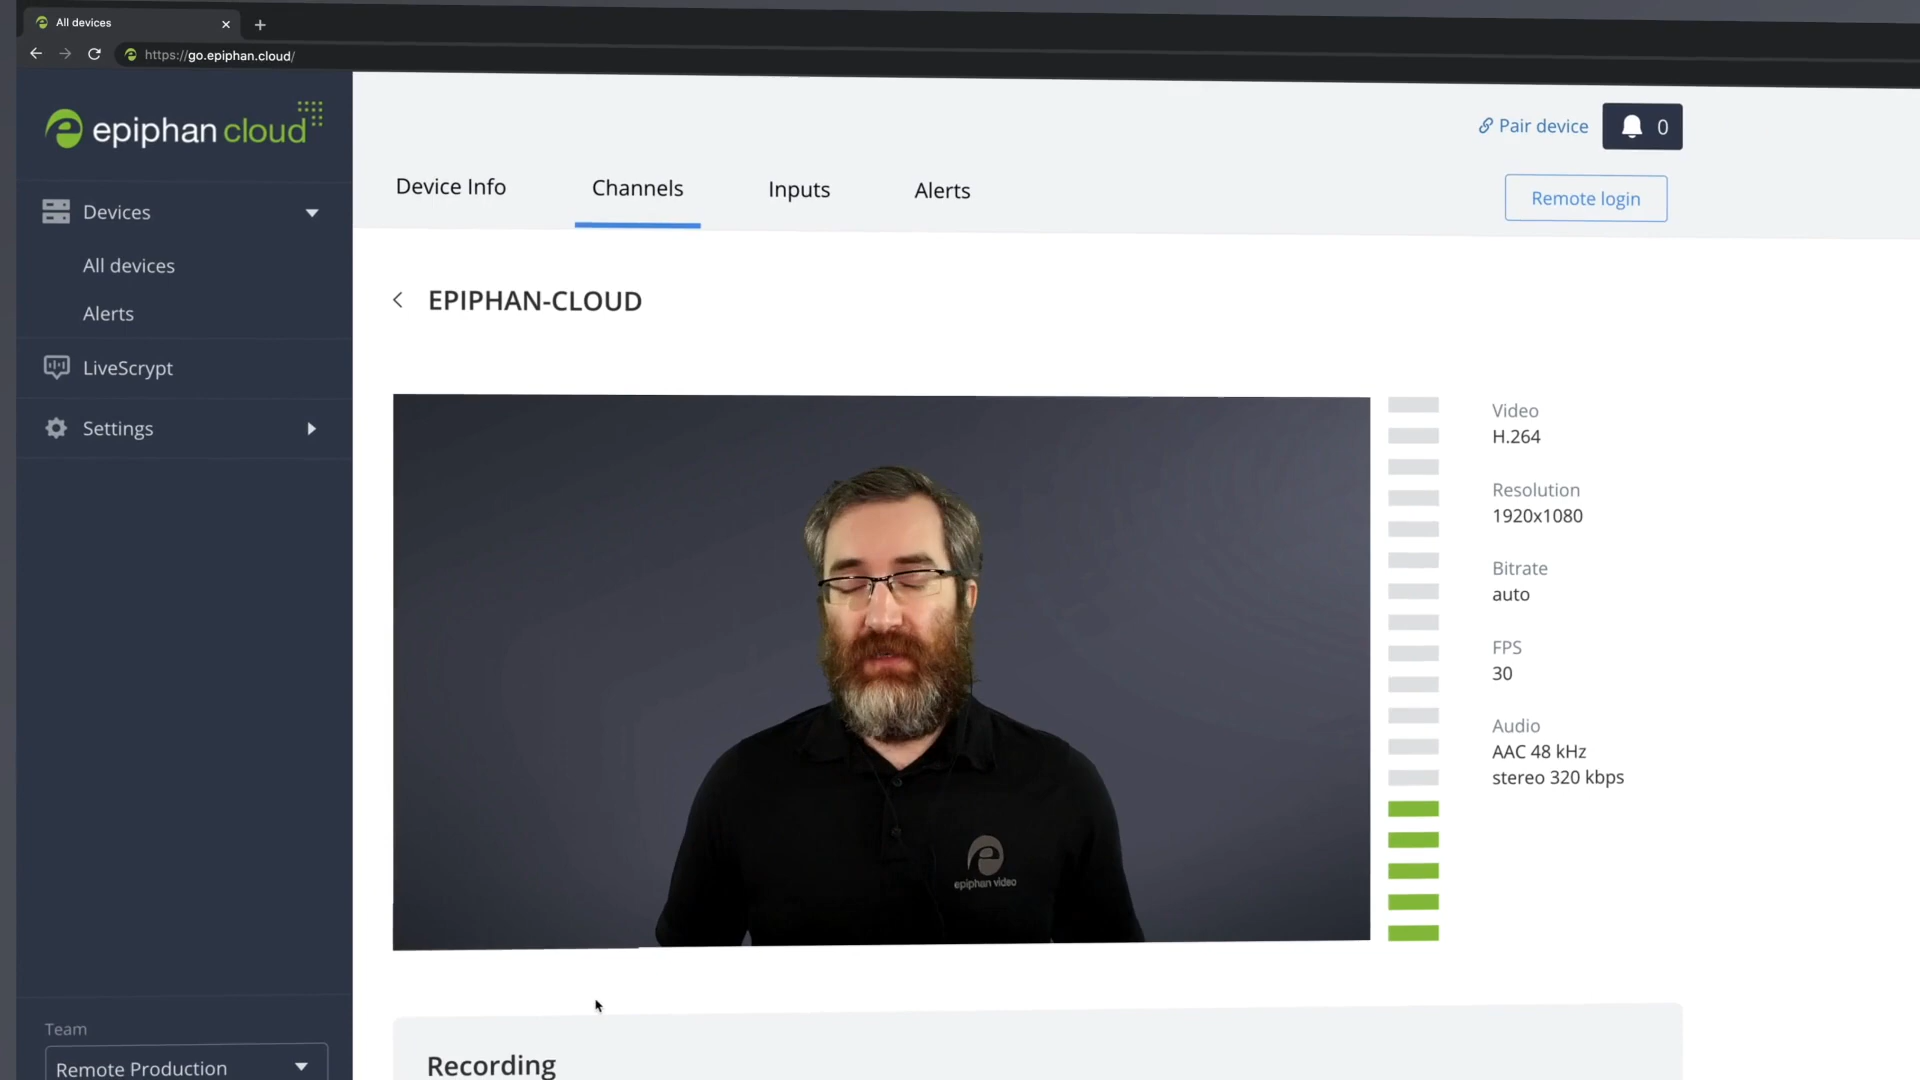 All devices
https://go.epiphan.cloud/
epiphan cloud
Pair device
0
Device Info
Channels
Inputs
Alerts
Remote login
Devices
All devices
Alerts
LiveScrypt
Settings
EPIPHAN-CLOUD
Video
H.264
Resolution
1920x1080
Bitrate
auto
FPS
30
Audio
AAC 48 kHz
stereo 320 kbps
epiphan video
Team
Remote Production
Recording